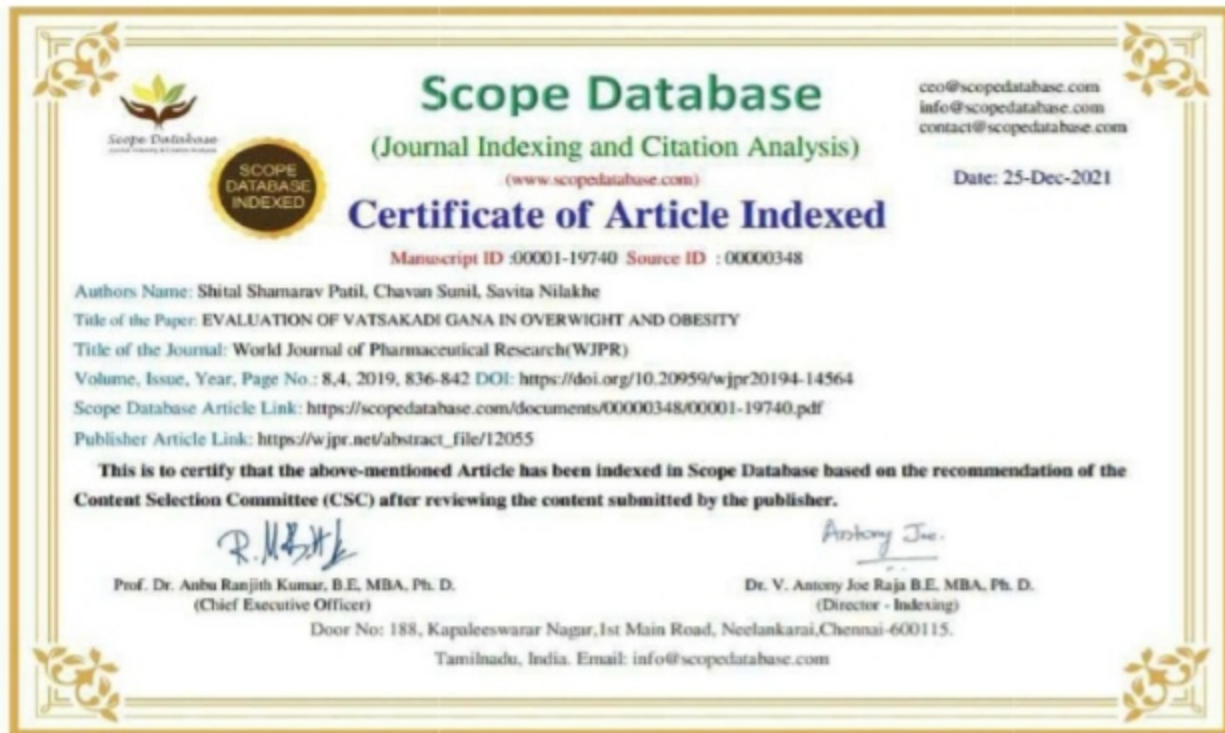 Scope Database
Journal Indexing & Citation Analysis
SCOPE
DATABASE
INDEXED
Scope Database
(Journal Indexing and Citation Analysis)
(www.scopedatabase.com)
Certificate of Article Indexed
ceo@scopedatabase.com
info@scopedatabase.com
contact@scopedatabase.com
Date: 25-Dec-2021
Manuscript ID :00001-19740 Source ID : 00000348
Authors Name: Shital Shamarav Patil, Chavan Sunil, Savita Nilakhe
Title of the Paper: EVALUATION OF VATSAKADI GANA IN OVERWIGHT AND OBESITY
Title of the Journal: World Journal of Pharmaceutical Research(WJPR)
Volume, Issue, Year, Page No.: 8,4, 2019, 836-842 DOI: https://doi.org/10.20959/wjpr20194-14564
Scope Database Article Link: https://scopedatabase.com/documents/00000348/00001-19740.pdf
Publisher Article Link: https://wjpr.net/abstract_file/12055
This is to certify that the above-mentioned Article has been indexed in Scope Database based on the recommendation of the
Content Selection Committee (CSC) after reviewing the content submitted by the publisher.
Antony Joe.
Prof. Dr. Anbu Ranjith Kumar, B.E, MBA, Ph. D.
(Chief Executive Officer)
Dr. V. Antony Joe Raja B.E, MBA, Ph. D.
(Director - Indexing)
Door No: 188, Kapaleeswarar Nagar,1st Main Road, Neelankarai,Chennai-600115.
Tamilnadu, India. Email: info@scopedatabase.com